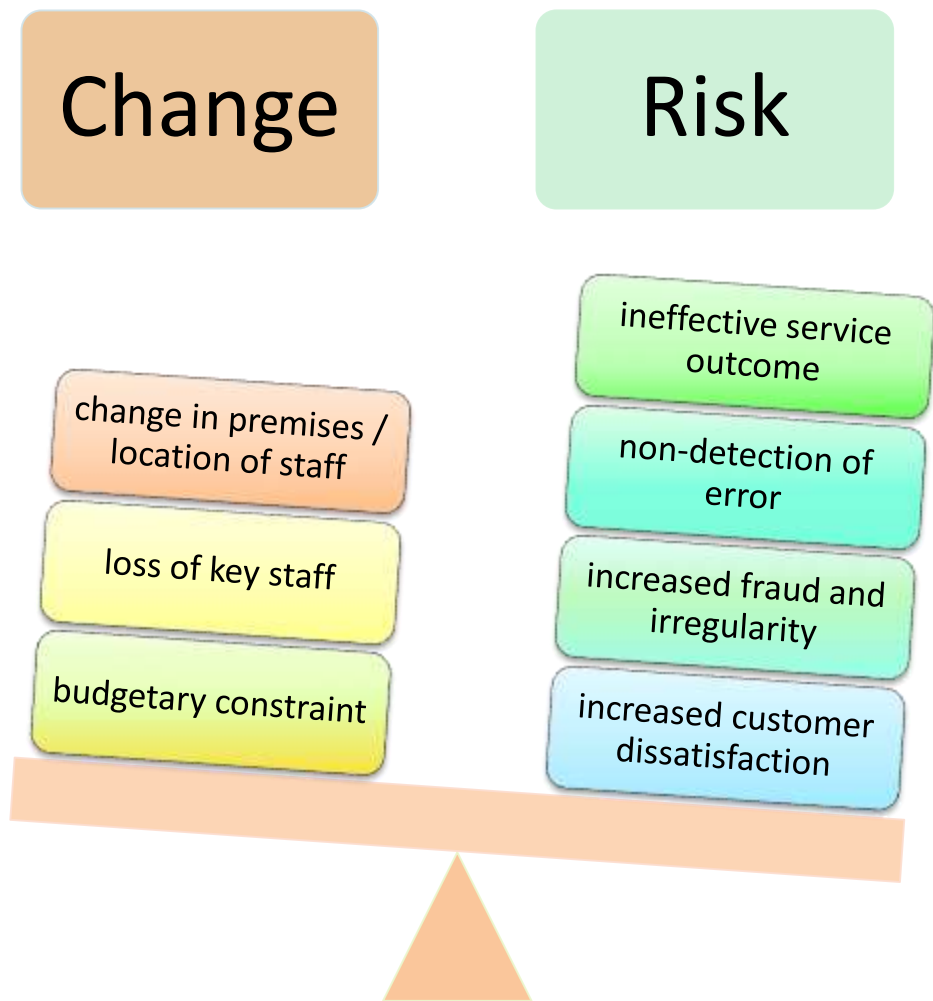 Change
Risk
change in premises /
location of staff
loss of key staff
budgetary constraint
ineffective service
outcome
non-detection of
error
increased fraud and
irregularity
increased customer
dissatisfaction